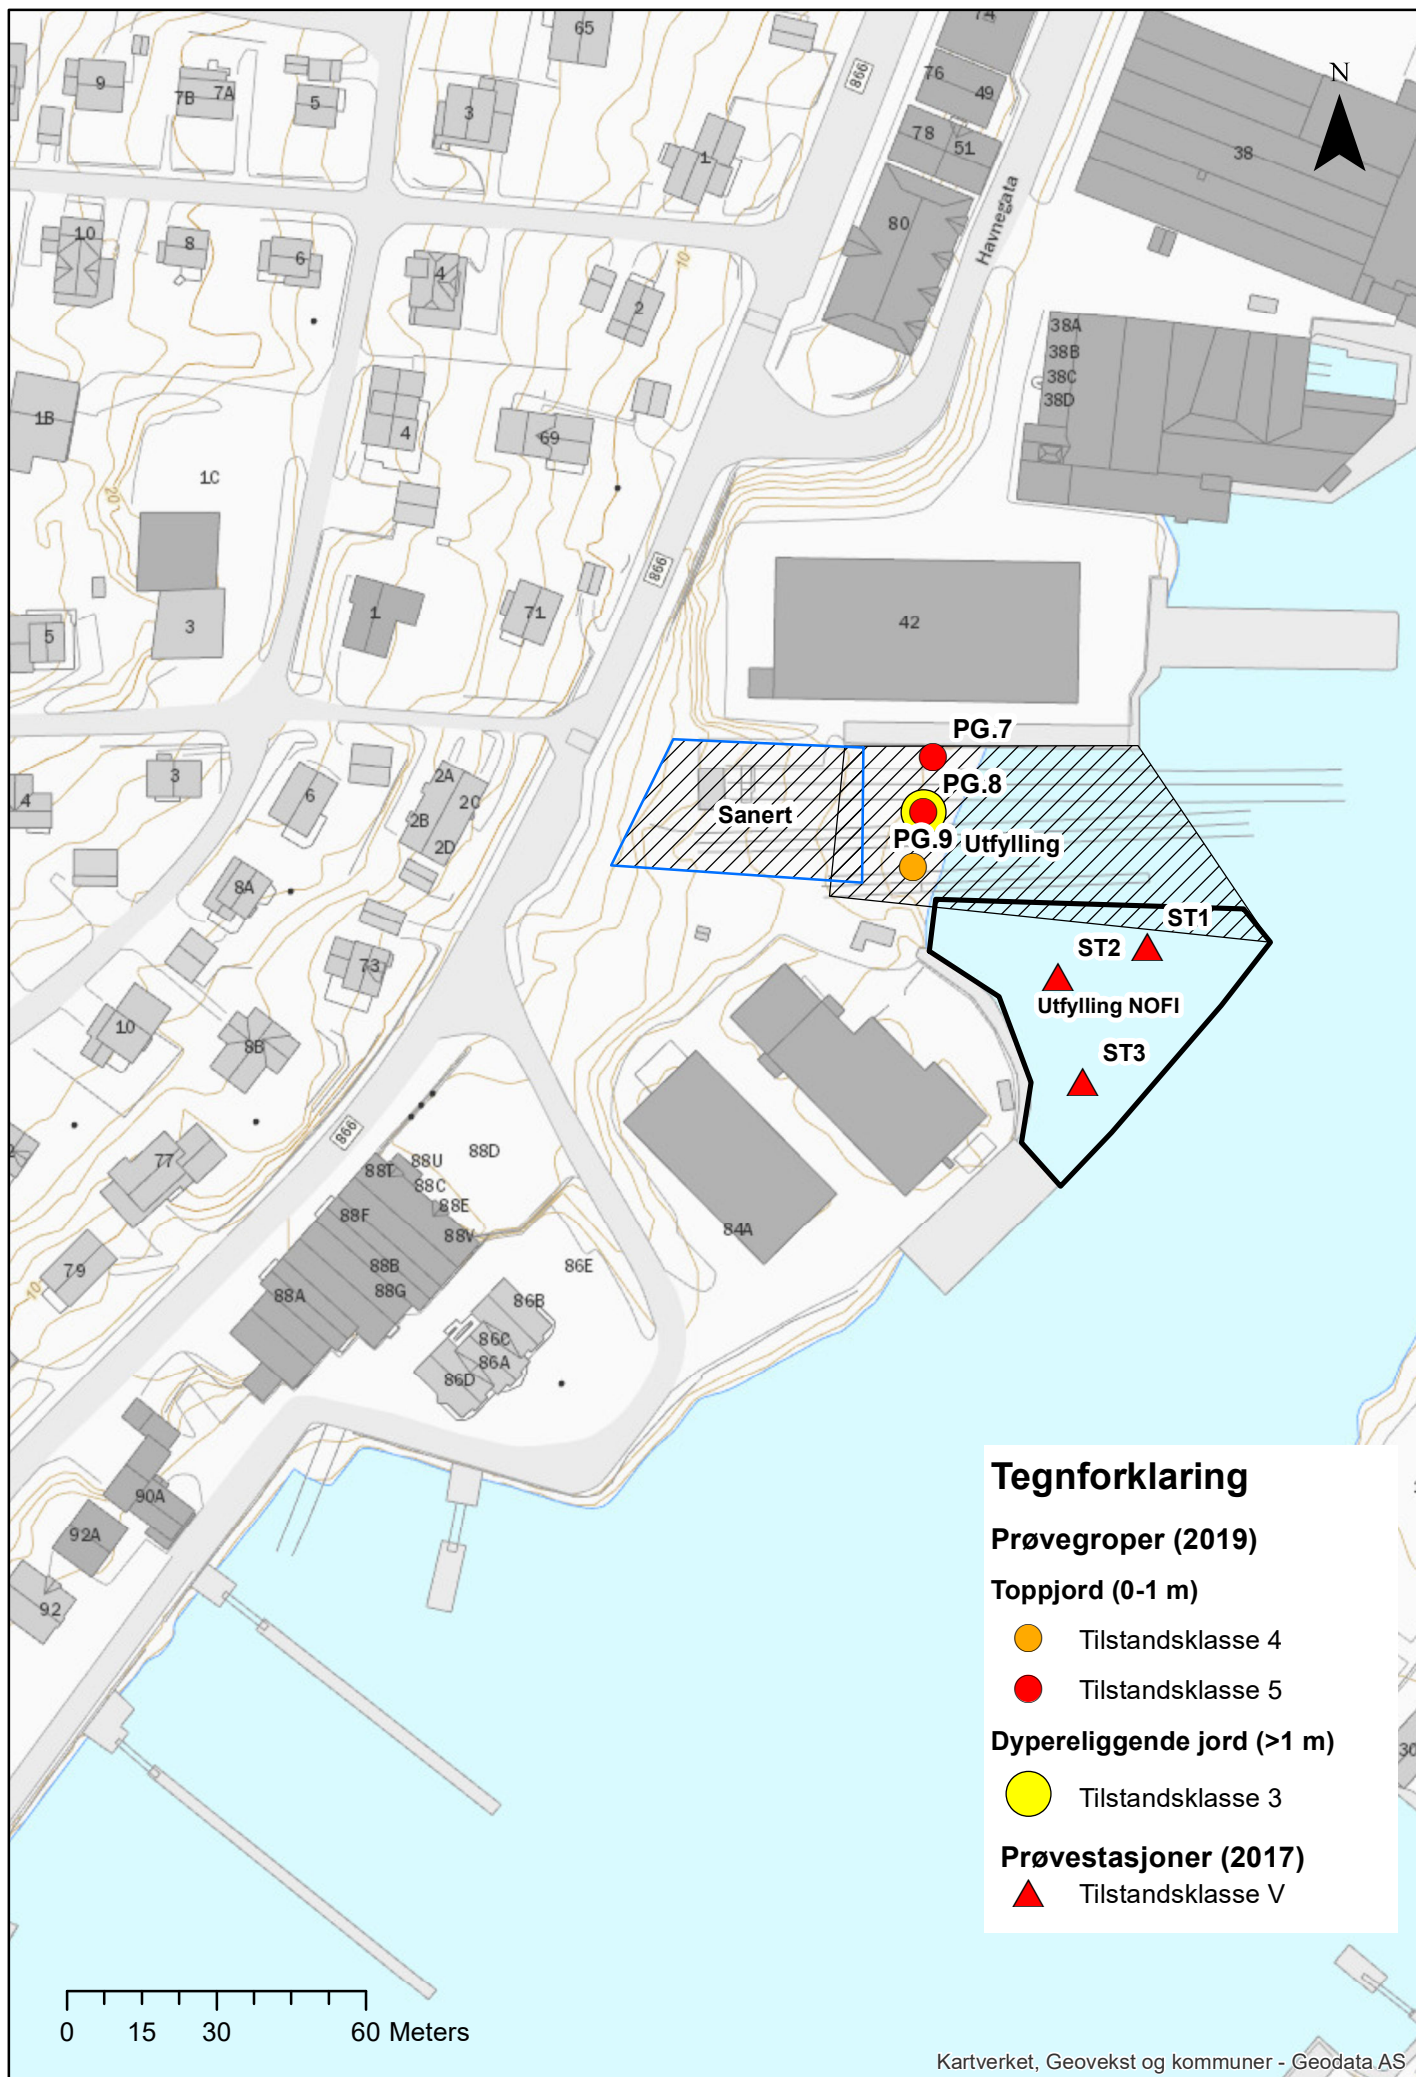 65
74
9
7B
7A
5
3
1
866
76
49
78
51
38
N
Havnegata
80
10
8
6
4
2
10
38A
38B
38C
38D
1B
4
69
1C
20
866
42
1
71
3
5
PG.7
PG.8
Sanert
PG.9
Utfylling
3
4
6
2A
2C
2B
2D
8A
73
ST1
ST2
Utfylling NOFI
ST3
10
8B
866
77
88D
88U
88T
88C
88E
88F
88V
84A
79
10
88B
88G
88A
86E
86B
86C
86A
86D
90A
92A
92
30
Tegnforklaring
Prøvegroper (2019)
Toppjord (0-1 m)
Tilstandsklasse 4
Tilstandsklasse 5
Dypereliggende jord (>1 m)
Tilstandsklasse 3
Prøvestasjoner (2017)
Tilstandsklasse V
0 15 30 60 Meters
Kartverket, Geovekst og kommuner - Geodata AS